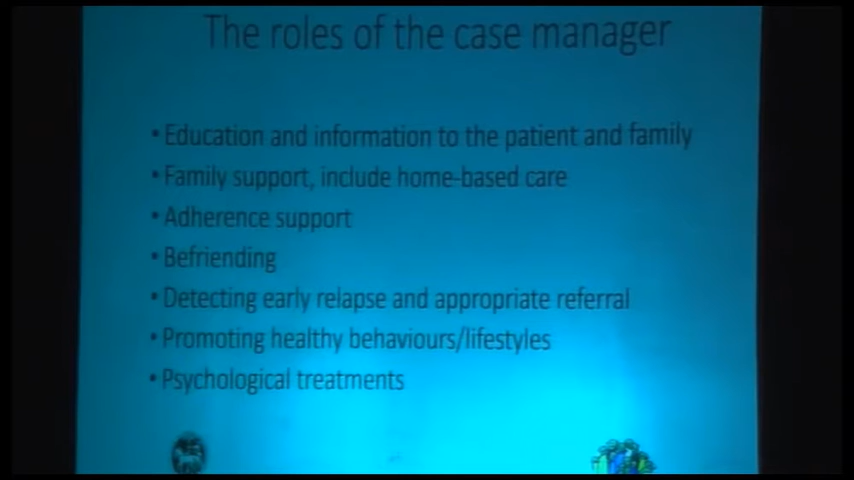 The roles of the case manager
• Education and information to the patient and family
• Family support, include home-based care
• Adherence support
• Befriending
• Detecting early relapse and appropriate referral
• Promoting healthy behaviours/lifestyles
• Psychological treatments